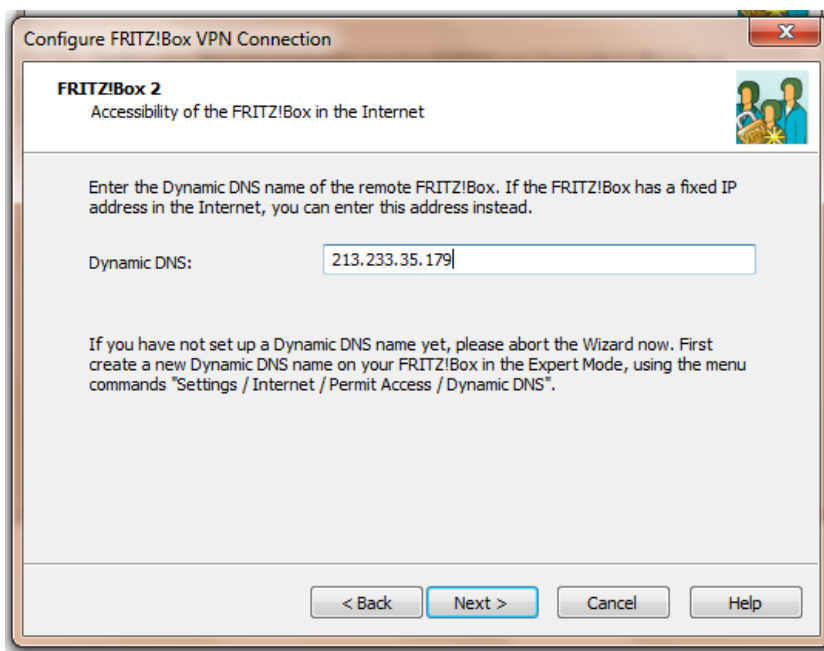 Configure FRITZ!Box VPN Connection
x
FRITZ!Box 2
Accessibility of the FRITZ!Box in the Internet
Enter the Dynamic DNS name of the remote FRITZ!Box. If the FRITZ!Box has a fixed IP
address in the Internet, you can enter this address instead.
Dynamic DNS: 213.233.35.179
If you have not set up a Dynamic DNS name yet, please abort the Wizard now. First
create a new Dynamic DNS name on your FRITZ!Box in the Expert Mode, using the menu
commands "Settings / Internet / Permit Access / Dynamic DNS".
< Back Next > Cancel Help